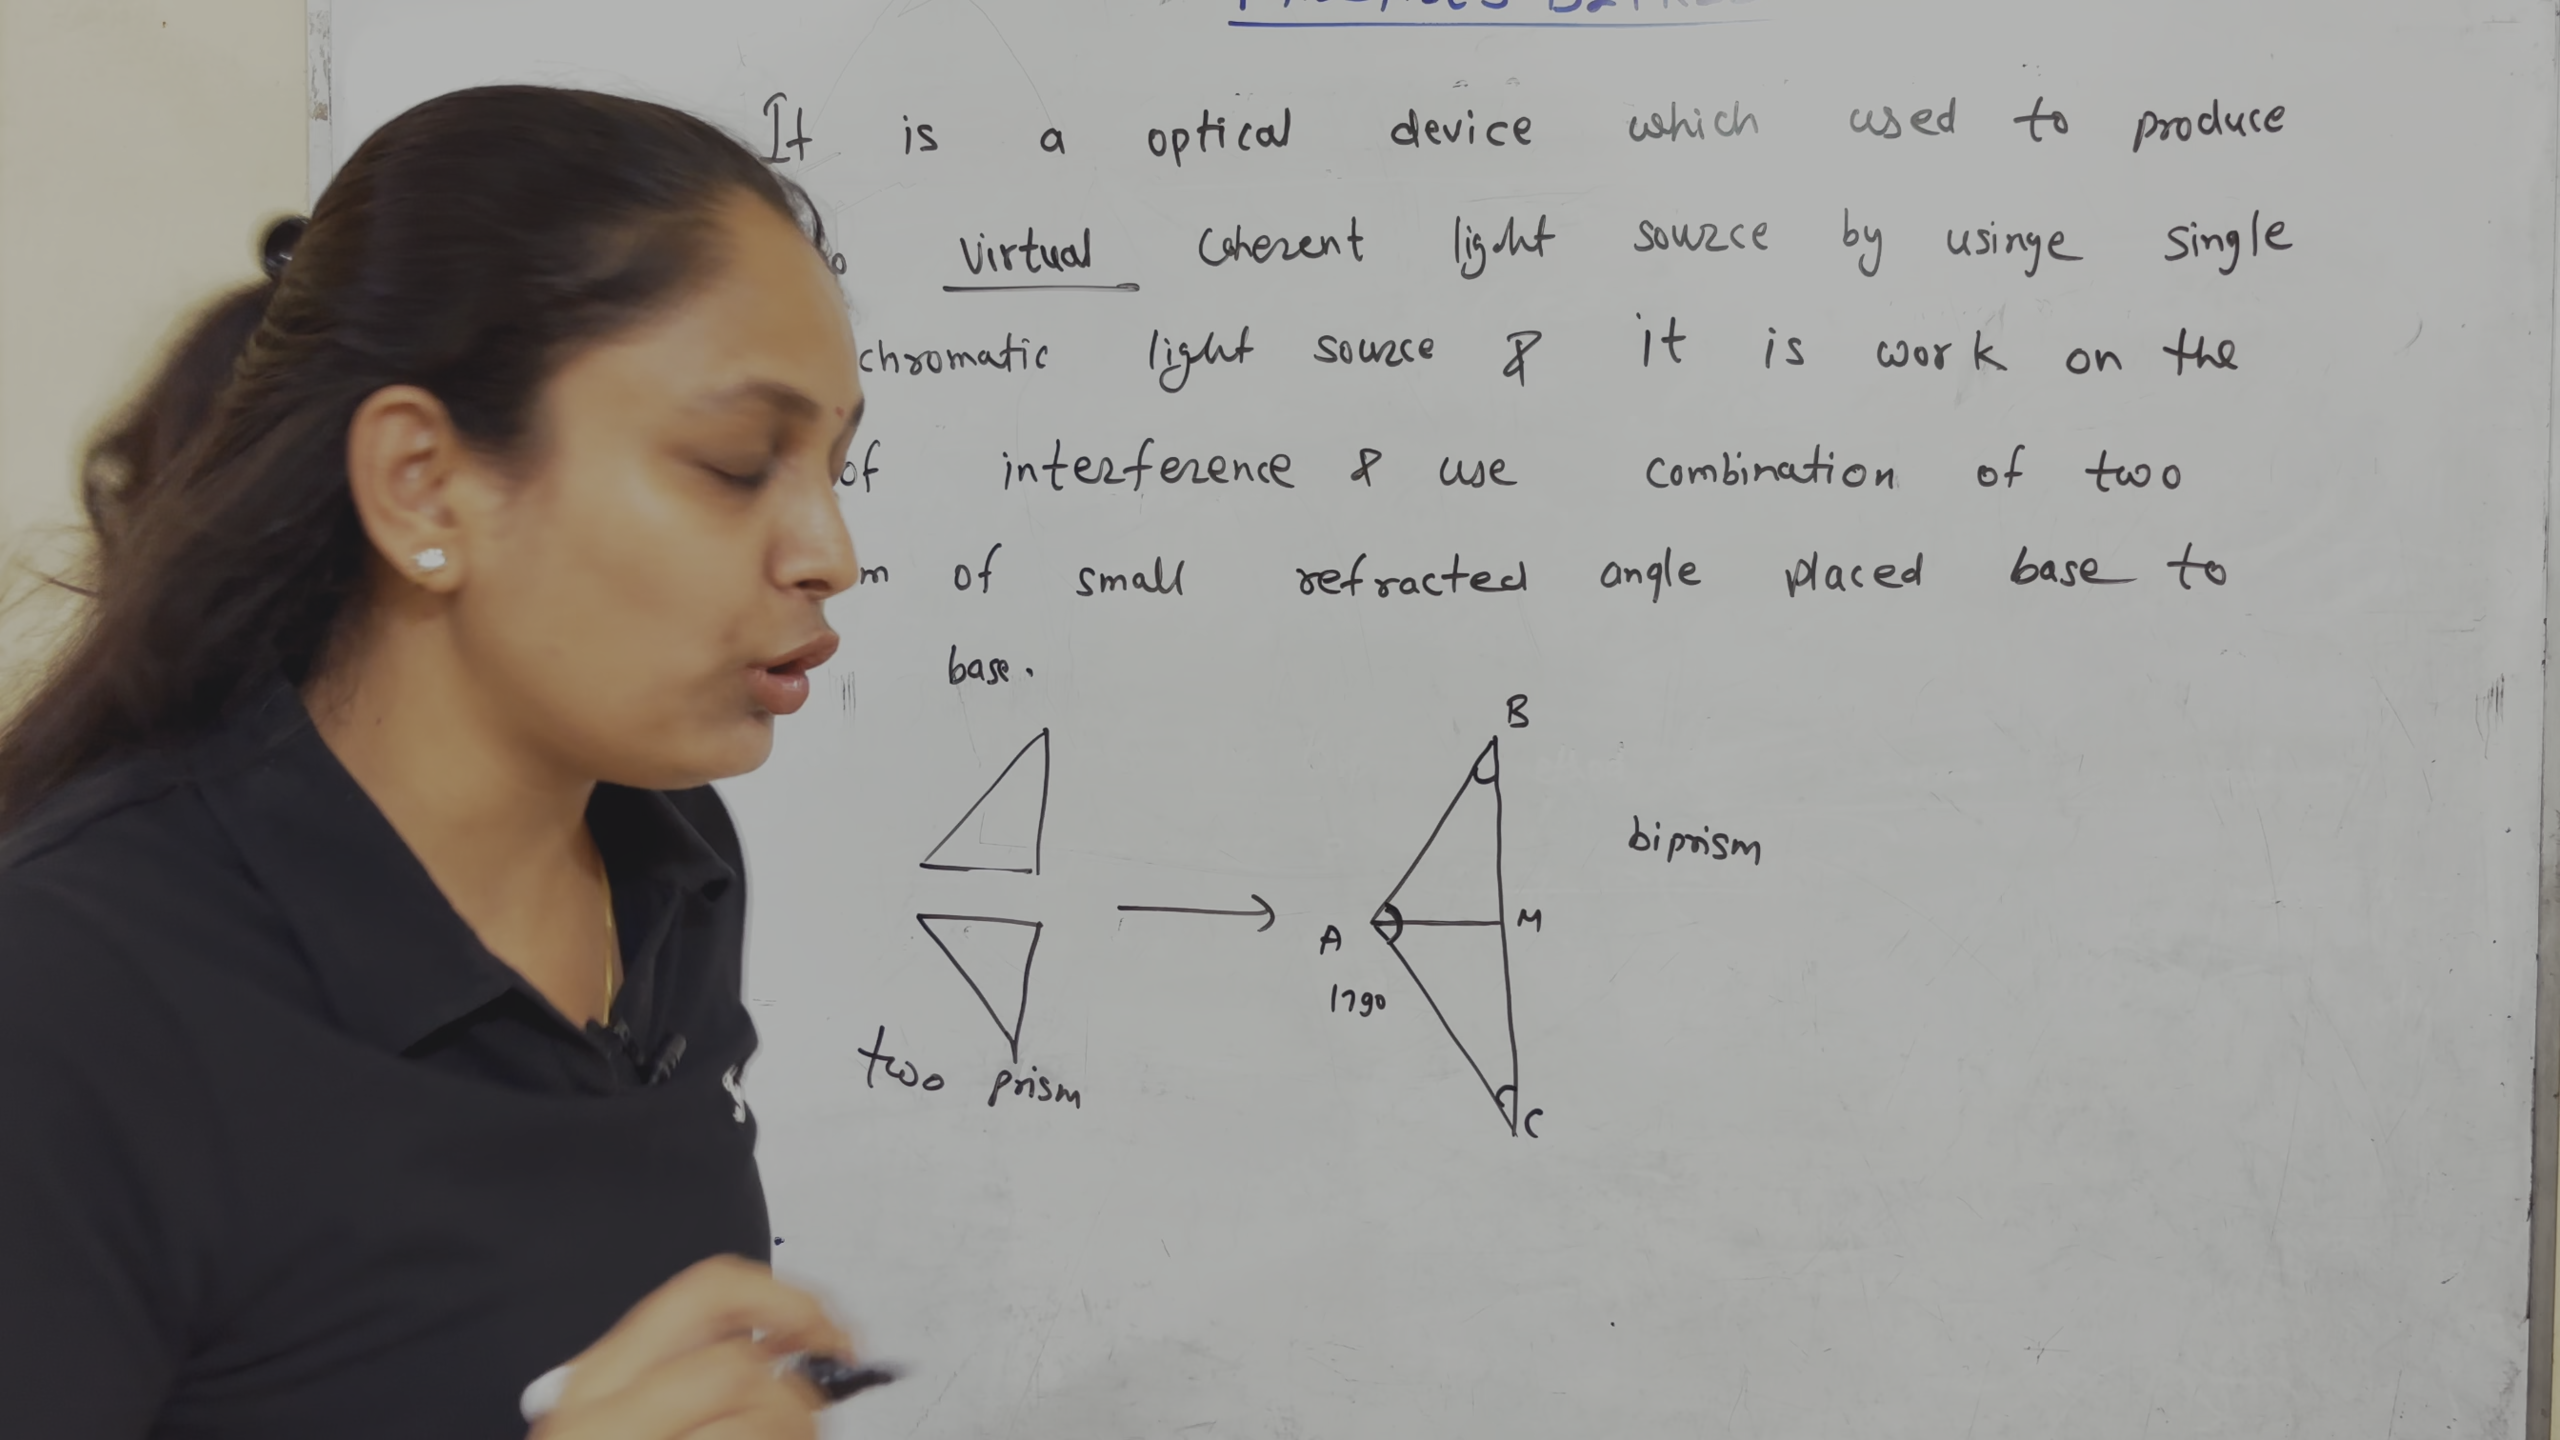 It is a optical device which used to produce
virtual coherent light source by usinge single
chromatic light source & it is work on the
of interference & use combination of two
m of small refracted angle placed base to
base.
B
biprism
A
M
179°
C
two prism